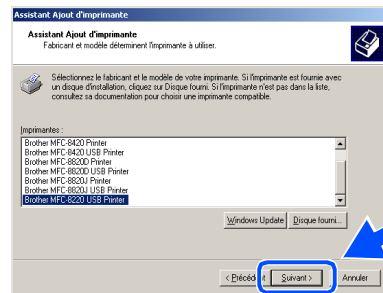 Assistant Ajout d'imprimante
Assistant Ajout d'imprimante
Fabricant et modèle déterminent l'imprimante à utiliser.
Sélectionnez le fabricant et le modèle de votre imprimante. Si l'imprimante est fournie avec
un disque d'installation, cliquez sur Disque fourni. Si l'imprimante n'est pas dans la liste,
consultez sa documentation pour choisir une imprimante compatible.
Imprimantes :
Brother MFC-8420 Printer
Brother MFC-8420 USB Printer
Brother MFC-8820D Printer
Brother MFC-8820D USB Printer
Brother MFC-8820J Printer
Brother MFC-8820J USB Printer
Brother MFC-8220 USB Printer
Windows Update Disque fourni...
< Précédent Suivant > Annuler